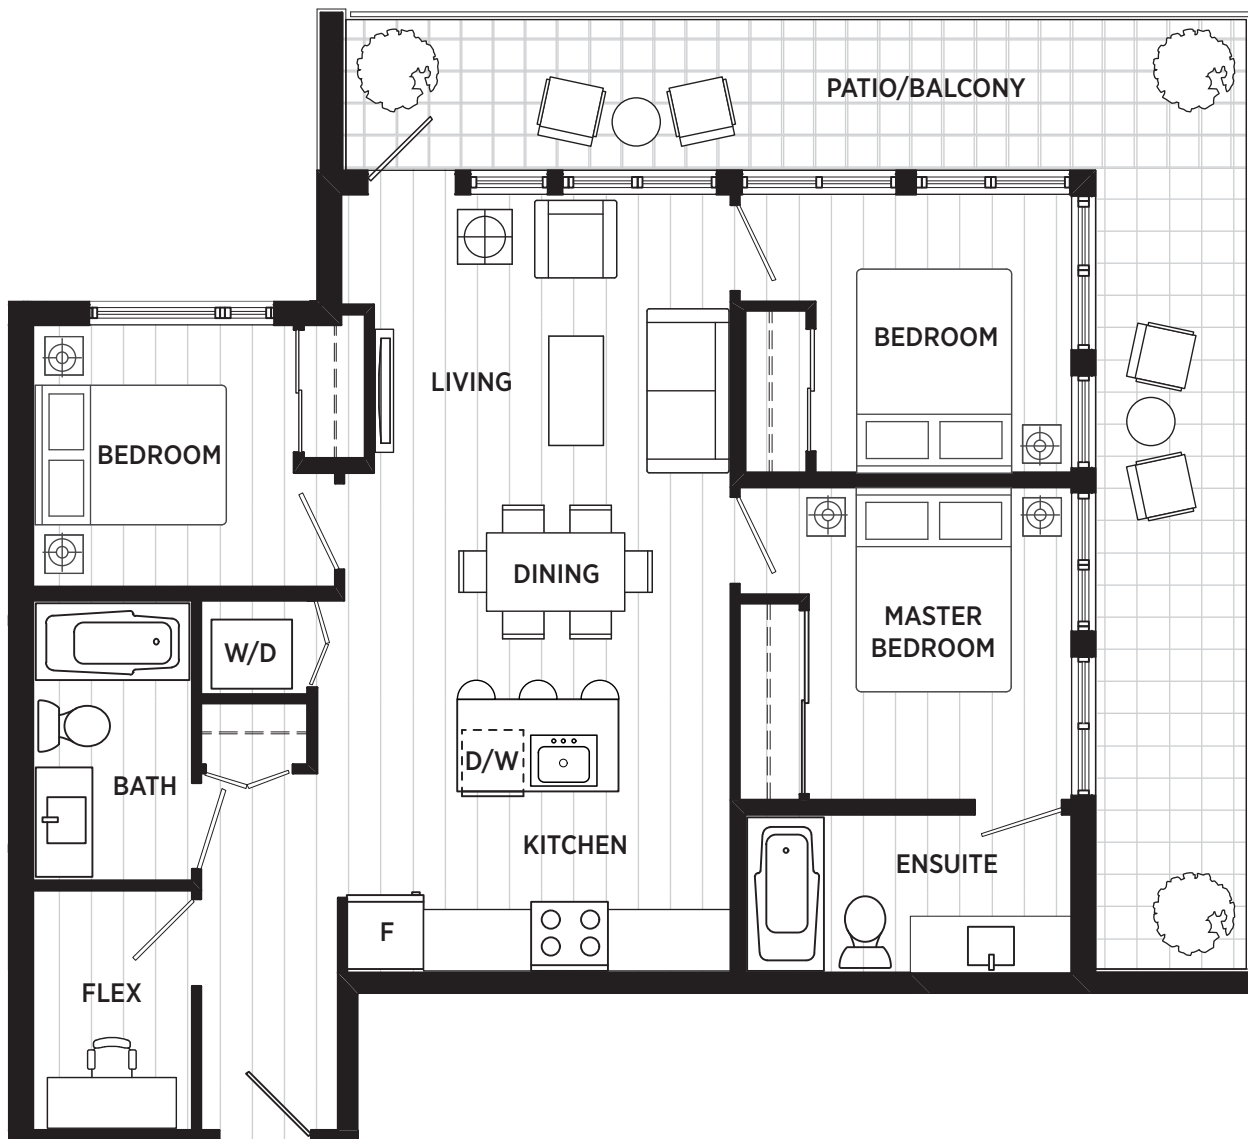 PATIO/BALCONY
BEDROOM
LIVING
BEDROOM
DINING
MASTER
BEDROOM
W/D
D/W
BATH
KITCHEN
ENSUITE
F
FLEX